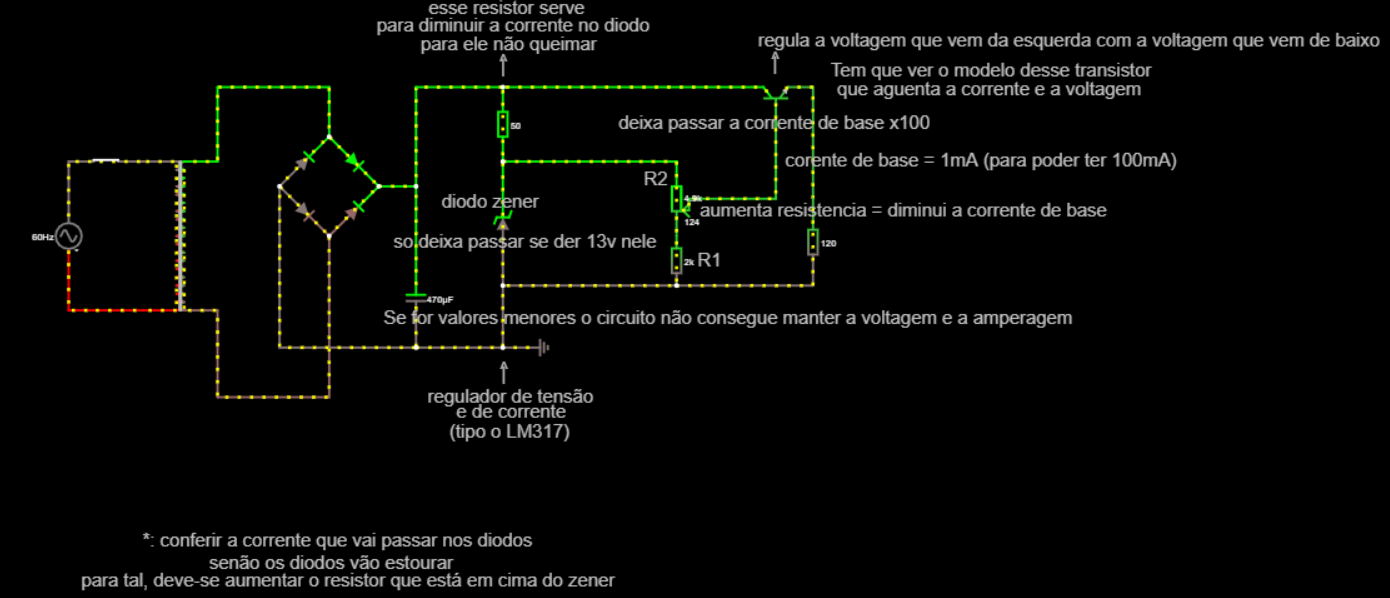 esse resistor serve
para diminuir a corrente no diodo
para ele não queimar
regula a voltagem que vem da esquerda com a voltagem que vem de baixo
Tem que ver o modelo desse transistor
que aguenta a corrente e a voltagem
50
deixa passar a corrente de base x100
corente de base = 1mA (para poder ter 100mA)
R2
diodo zener
aumenta resistencia = diminui a corrente de base
124
60Hz
so deixa passar se der 13v nele
120
2k R1
470µF
Se for valores menores o circuito não consegue manter a voltagem e a amperagem
regulador de tensão
e de corrente
(tipo o LM317)
*: conferir a corrente que vai passar nos diodos
senão os diodos vão estourar
para tal, deve-se aumentar o resistor que está em cima do zener